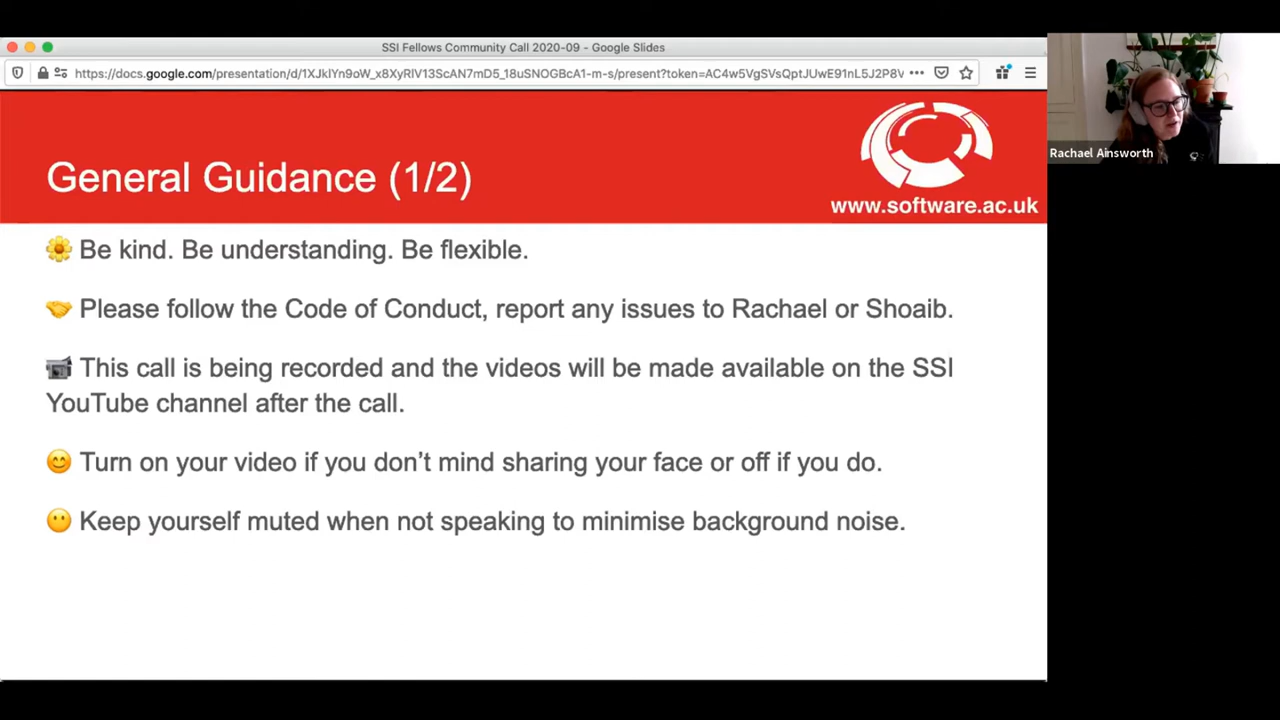 SSI Fellows Community Call 2020-09 - Google Slides
https://docs.google.com/presentation/d/1XJktYn9oW_x8XyRlV13ScAN7mD5_18uSNOGBcA1-m-s/present?token=AC4w5VgSVsQptJUwE91nL5J2P8V
General Guidance (1/2)
www.software.ac.uk
Rachael Ainsworth
🌼 Be kind. Be understanding. Be flexible.
🤝 Please follow the Code of Conduct, report any issues to Rachael or Shoaib.
📹 This call is being recorded and the videos will be made available on the SSI
YouTube channel after the call.
😊 Turn on your video if you don’t mind sharing your face or off if you do.
😶 Keep yourself muted when not speaking to minimise background noise.